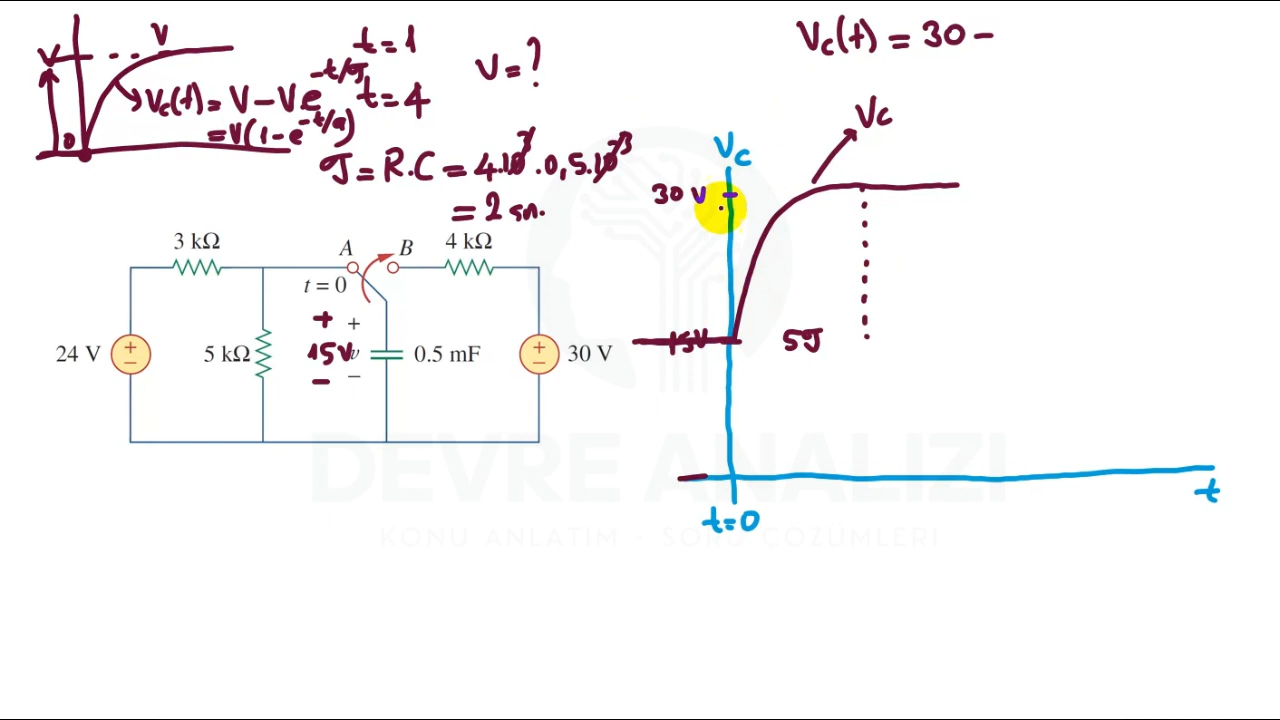 V
V
0
Vc(t) = V - Ve^-t/τ
= V(1-e^-t/τ)
t=1
t=4
V=?
τ = R.C = 4.10^3 . 0,5.10^-3
= 2 sn.
3 kΩ
A
B
4 kΩ
t = 0
24 V
5 kΩ
+
15V
−
+
v
−
0.5 mF
30 V
Vc(t) = 30 -
Vc
Vc
30 V
15V
5τ
t=0
t
DEVRE ANALIZI
KONU ANLATIM - SORU ÇÖZÜMLERI